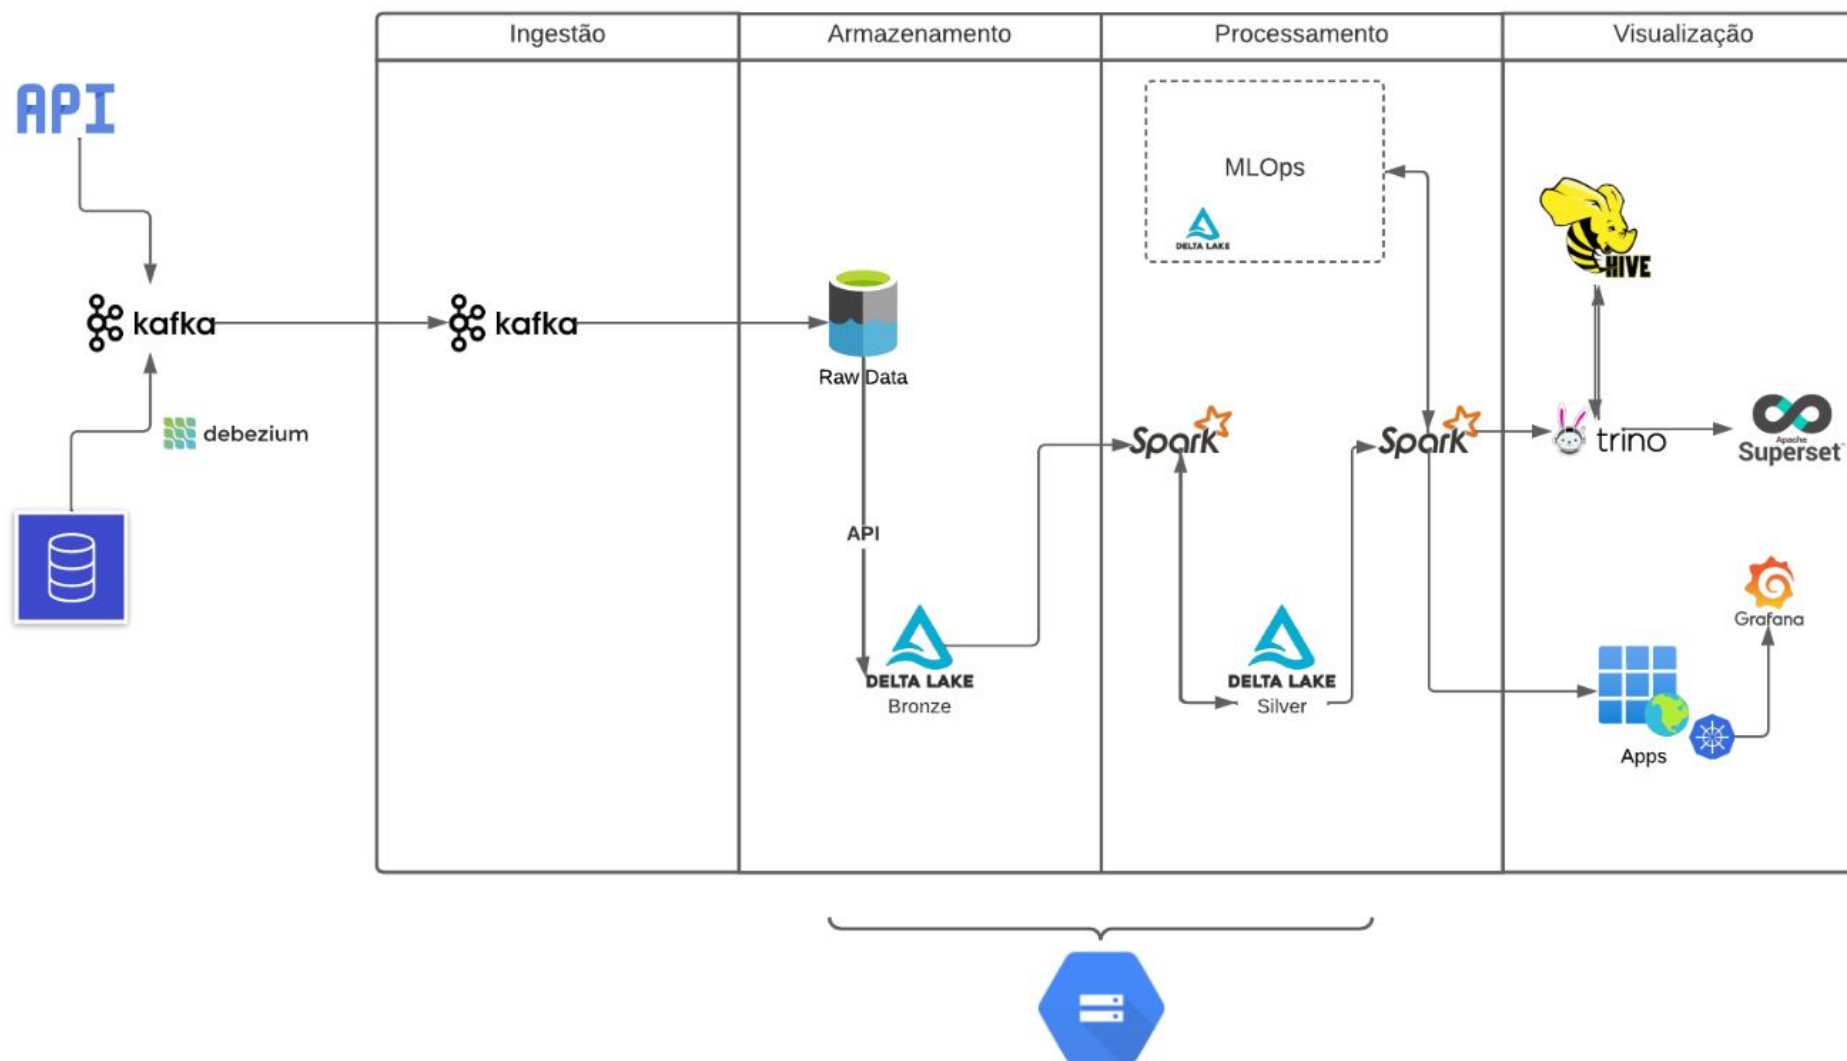 Ingestão
Armazenamento
Processamento
Visualização
API
MLOps
DELTA LAKE
HIVE
kafka
kafka
Raw Data
debezium
Spark
Spark
trino
Apache
Superset
API
Grafana
DELTA LAKE
Bronze
DELTA LAKE
Silver
Apps